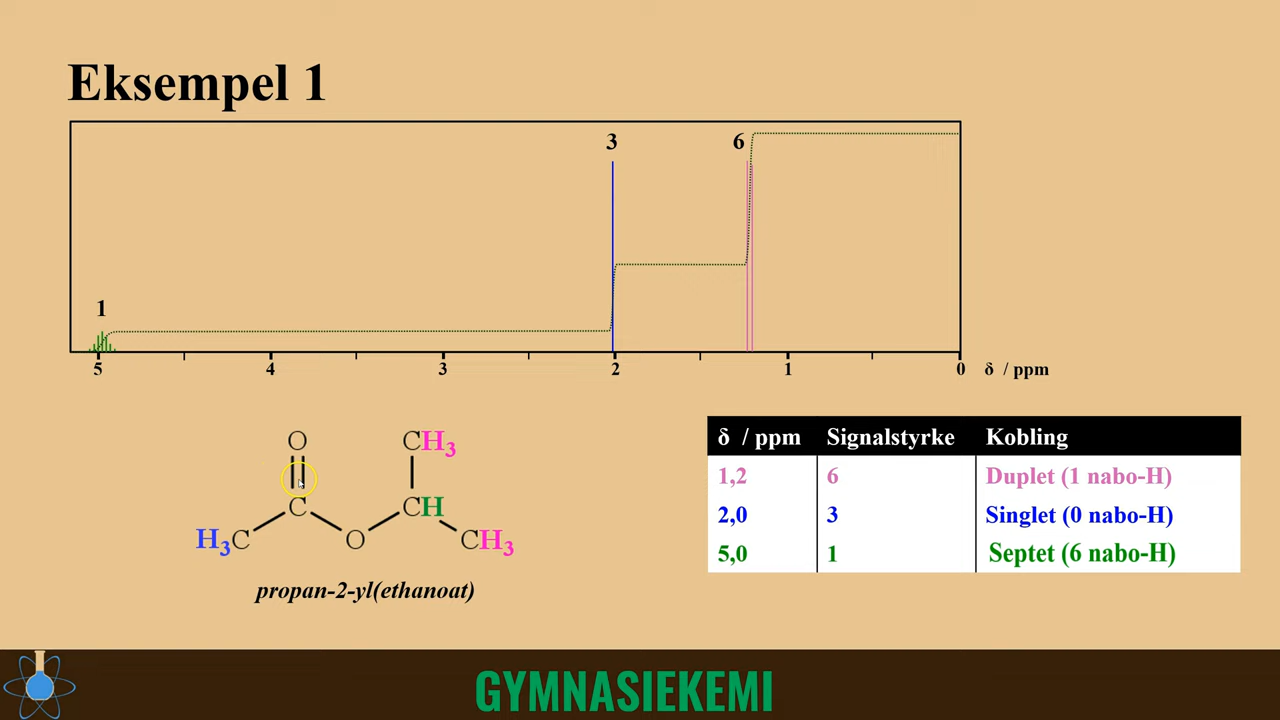 Eksempel 1
3 6
1
5 4 3 2 1 0 δ / ppm
O CH3
C CH
H3C O CH3
propan-2-yl(ethanoat)
δ / ppm Signalstyrke Kobling
1,2 6 Duplet (1 nabo-H)
2,0 3 Singlet (0 nabo-H)
5,0 1 Septet (6 nabo-H)
GYMNASIEKEMI